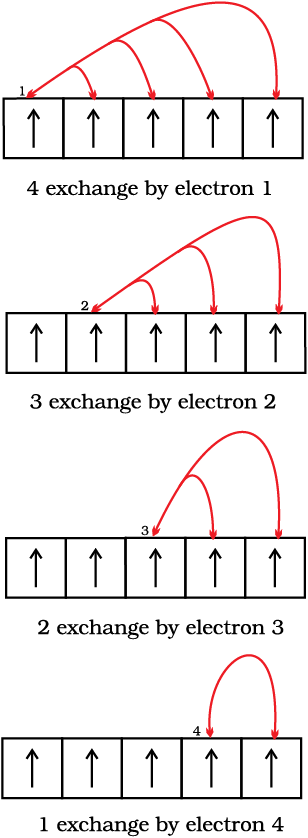 1
4 exchange by electron 1
2
3 exchange by electron 2
3
2 exchange by electron 3
4
1 exchange by electron 4